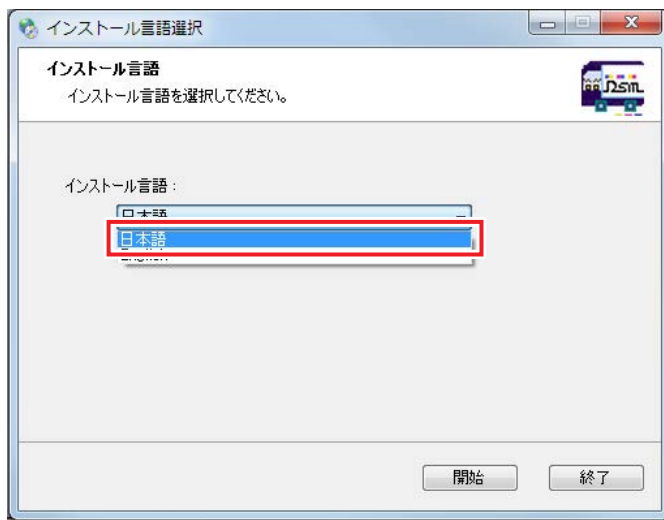 インストール言語選択
インストール言語
インストール言語を選択してください。
Dsm
インストール言語 :
日本語
日本語
開始
終了